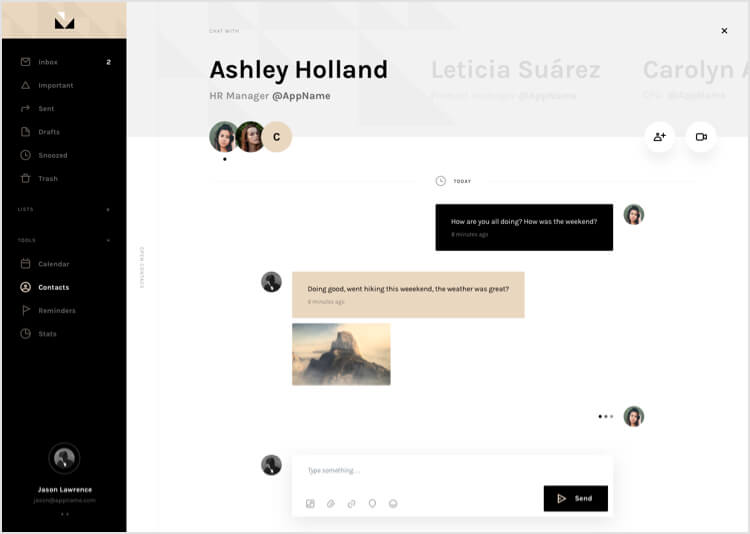 Inbox 2
Important
Sent
Drafts
Snoozed
Trash
LISTS +
TOOLS
Calendar
Contacts
Reminders
Stats
Jason Lawrence
jason@appname.com
OPEN CONTACT
CHAT WITH
Ashley Holland
HR Manager @AppName
Leticia Suárez
Product manager @AppName
Carolyn A
@AppName
C
TODAY
How are you all doing? How was the weekend?
8 minutes ago
Doing good, went hiking this weeekend, the weather was great?
8 minutes ago
Type something...
Send